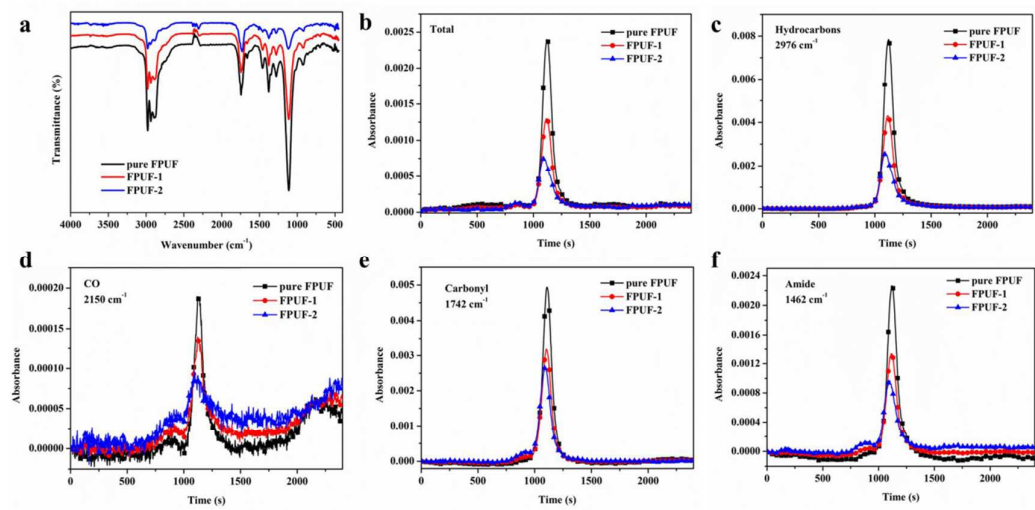 a
Transmittance (%)
pure FPUF
FPUF-1
FPUF-2
4000 3500 3000 2500 2000 1500 1000 500
Wavenumber (cm-1)
b
Total
pure FPUF
FPUF-1
FPUF-2
0.0025
0.0020
0.0015
0.0010
0.0005
0.0000
Absorbance
0 500 1000 1500 2000
Time (s)
c
Hydrocarbons
2976 cm-1
pure FPUF
FPUF-1
FPUF-2
0.008
0.006
0.004
0.002
0.000
Absorbance
0 500 1000 1500 2000
Time (s)
d
CO
2150 cm-1
pure FPUF
FPUF-1
FPUF-2
0.00020
0.00015
0.00010
0.00005
0.00000
Absorbance
0 500 1000 1500 2000
Time (s)
e
Carbonyl
1742 cm-1
pure FPUF
FPUF-1
FPUF-2
0.005
0.004
0.003
0.002
0.001
0.000
Absorbance
0 500 1000 1500 2000
Time (s)
f
Amide
1462 cm-1
pure FPUF
FPUF-1
FPUF-2
0.0024
0.0018
0.0012
0.0006
0.0000
Absorbance
0 500 1000 1500 2000
Time (s)